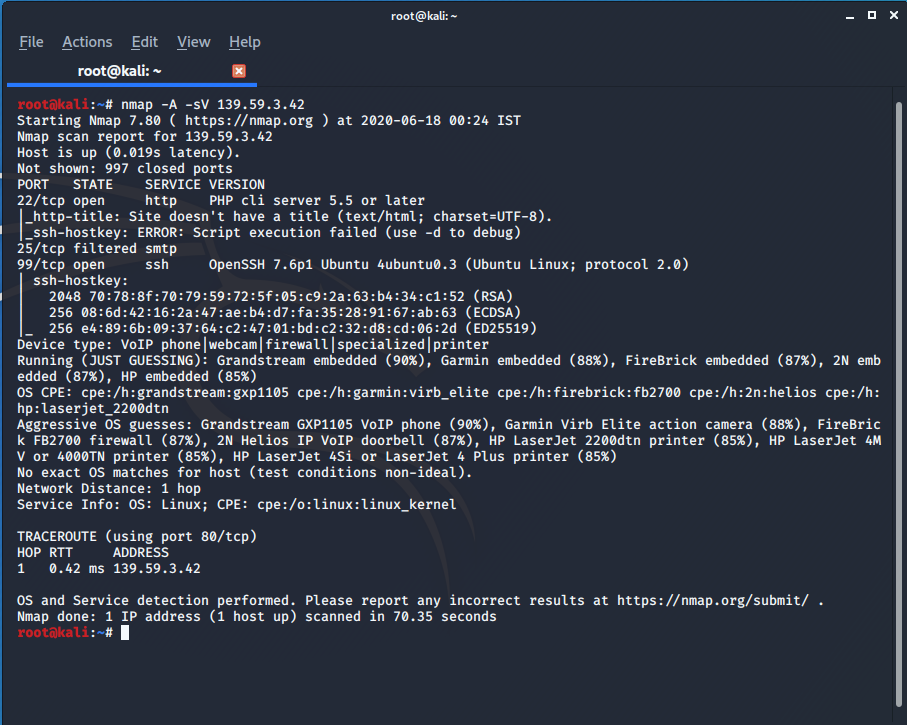 root@kali: ~
File Actions Edit View Help
root@kali: ~
root@kali:~# nmap -A -sV 139.59.3.42
Starting Nmap 7.80 ( https://nmap.org ) at 2020-06-18 00:24 IST
Nmap scan report for 139.59.3.42
Host is up (0.019s latency).
Not shown: 997 closed ports
PORT   STATE    SERVICE VERSION
22/tcp open     http    PHP cli server 5.5 or later
|_http-title: Site doesn't have a title (text/html; charset=UTF-8).
|_ssh-hostkey: ERROR: Script execution failed (use -d to debug)
25/tcp filtered smtp
99/tcp open     ssh     OpenSSH 7.6p1 Ubuntu 4ubuntu0.3 (Ubuntu Linux; protocol 2.0)
| ssh-hostkey:
|   2048 70:78:8f:70:79:59:72:5f:05:c9:2a:63:b4:34:c1:52 (RSA)
|   256 08:6d:42:16:2a:47:ae:b4:d7:fa:35:28:91:67:ab:63 (ECDSA)
|_  256 e4:89:6b:09:37:64:c2:47:01:bd:c2:32:d8:cd:06:2d (ED25519)
Device type: VoIP phone|webcam|firewall|specialized|printer
Running (JUST GUESSING): Grandstream embedded (90%), Garmin embedded (88%), FireBrick embedded (87%), 2N emb
edded (87%), HP embedded (85%)
OS CPE: cpe:/h:grandstream:gxp1105 cpe:/h:garmin:virb_elite cpe:/h:firebrick:fb2700 cpe:/h:2n:helios cpe:/h:
hp:laserjet_2200dtn
Aggressive OS guesses: Grandstream GXP1105 VoIP phone (90%), Garmin Virb Elite action camera (88%), FireBric
k FB2700 firewall (87%), 2N Helios IP VoIP doorbell (87%), HP LaserJet 2200dtn printer (85%), HP LaserJet 4M
V or 4000TN printer (85%), HP LaserJet 4Si or LaserJet 4 Plus printer (85%)
No exact OS matches for host (test conditions non-ideal).
Network Distance: 1 hop
Service Info: OS: Linux; CPE: cpe:/o:linux:linux_kernel
TRACEROUTE (using port 80/tcp)
HOP RTT     ADDRESS
1   0.42 ms 139.59.3.42
OS and Service detection performed. Please report any incorrect results at https://nmap.org/submit/ .
Nmap done: 1 IP address (1 host up) scanned in 70.35 seconds
root@kali:~#